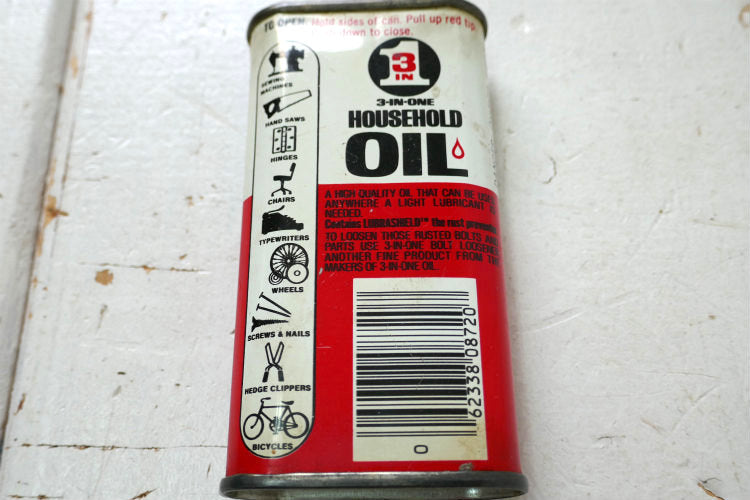 TO OPEN: Hold sides of can. Pull up red tip.
down to close.
SEWING
MACHINES
HAND SAWS
HINGES
CHAIRS
TYPEWRITERS
WHEELS
SCREWS & NAILS
HEDGE CLIPPERS
BICYCLES
3
IN
1
3-IN-ONE
HOUSEHOLD
OIL
A HIGH QUALITY OIL THAT CAN BE USED
ANYWHERE A LIGHT LUBRICANT IS
NEEDED.
Contains LUBRASHIELD™ the rust
TO LOOSEN THOSE RUSTED BOLTS AND
PARTS USE 3-IN-ONE BOLT LOOSENER
ANOTHER FINE PRODUCT FROM THE
MAKERS OF 3-IN-ONE OIL
62338 08720
0